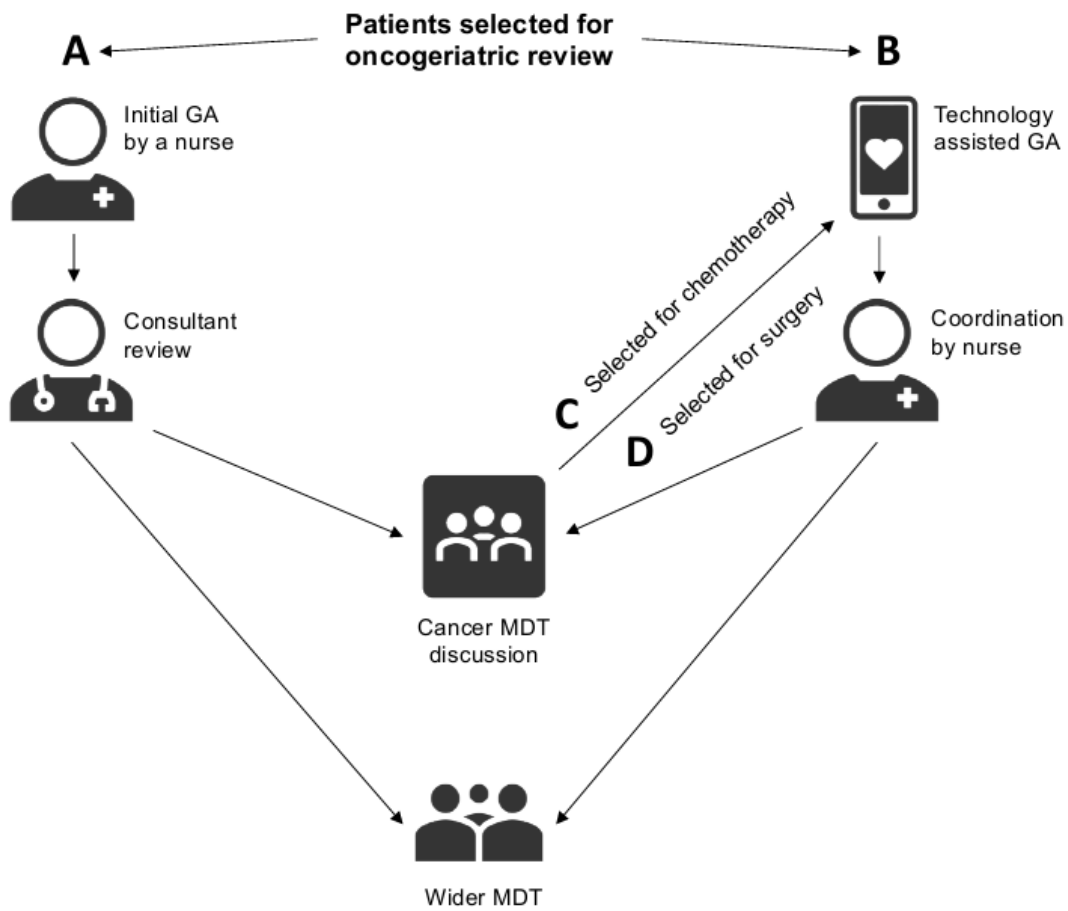 Patients selected for
oncogeriatric review
A
B
Initial GA
by a nurse
Technology
assisted GA
Consultant
review
Coordination
by nurse
C
Selected for chemotherapy
D
Selected for surgery
Cancer MDT
discussion
Wider MDT